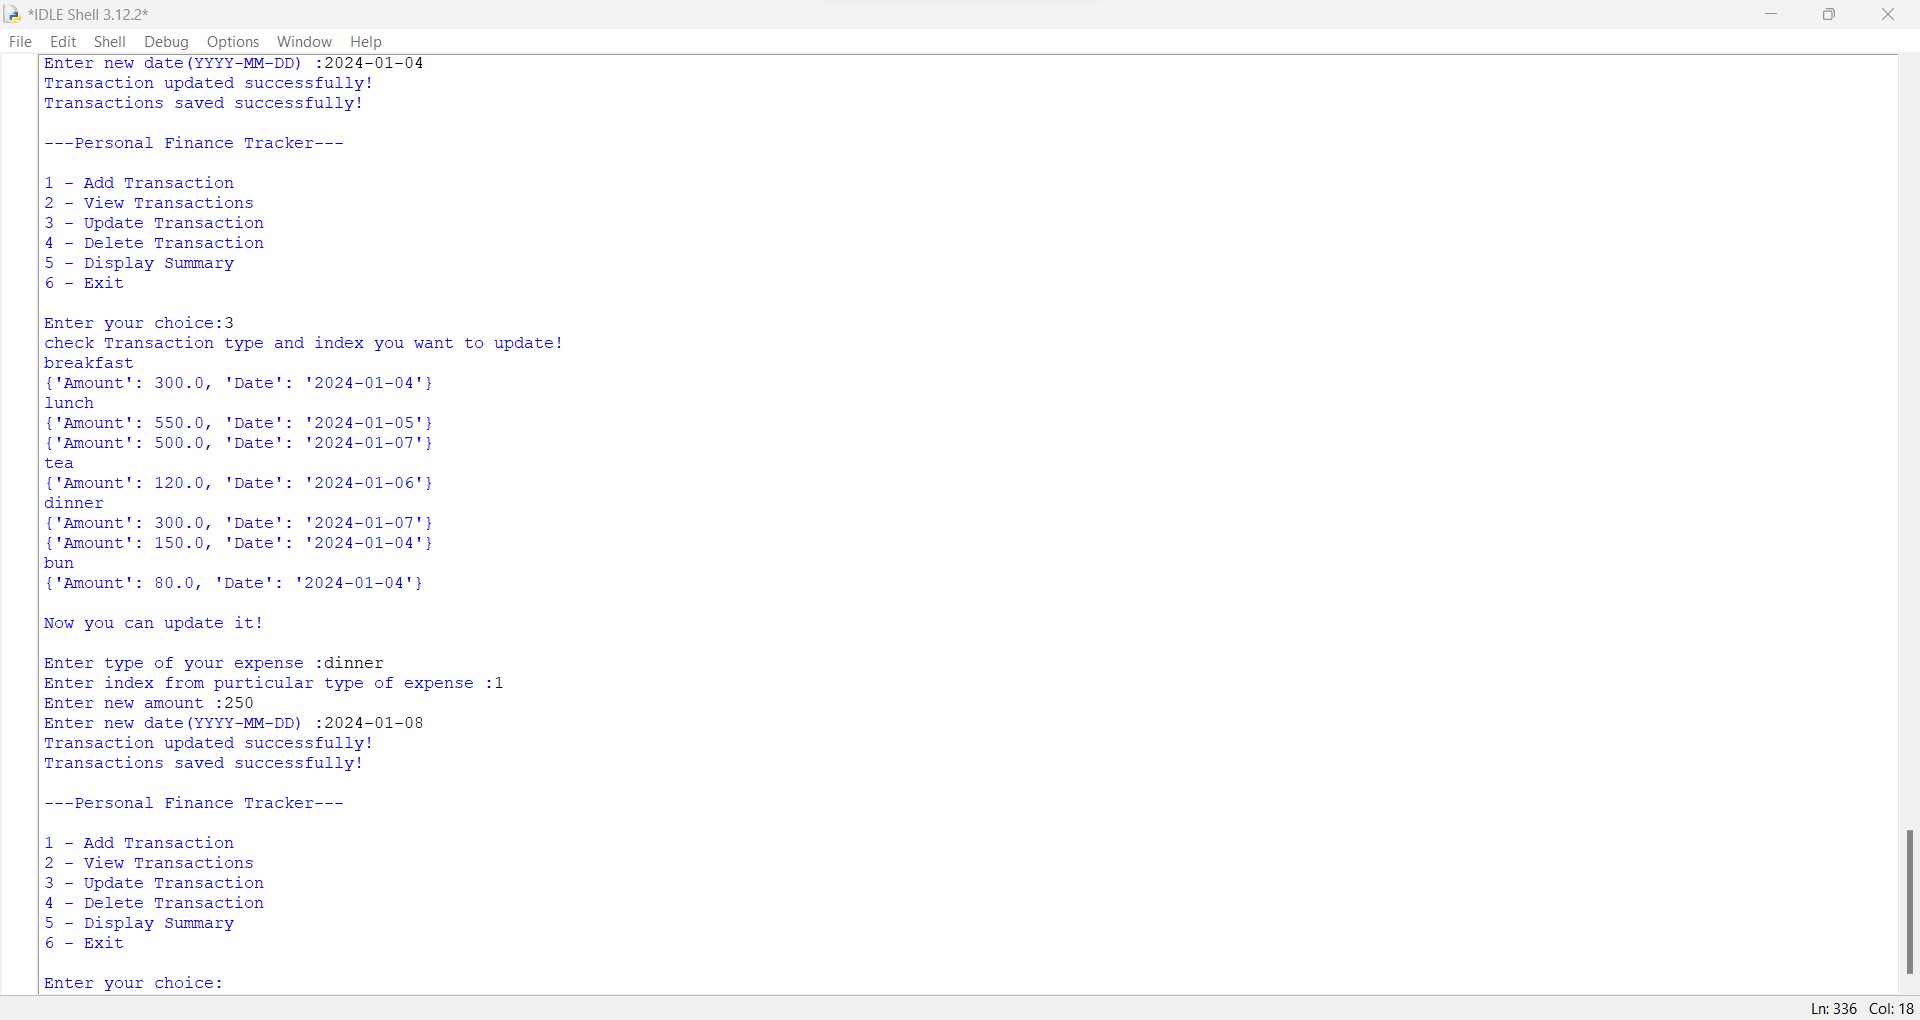 *IDLE Shell 3.12.2*
File Edit Shell Debug Options Window Help
Enter new date(YYYY-MM-DD) :2024-01-04
Transaction updated successfully!
Transactions saved successfully!
---Personal Finance Tracker---
1 - Add Transaction
2 - View Transactions
3 - Update Transaction
4 - Delete Transaction
5 - Display Summary
6 - Exit
Enter your choice:3
check Transaction type and index you want to update!
breakfast
{'Amount': 300.0, 'Date': '2024-01-04'}
lunch
{'Amount': 550.0, 'Date': '2024-01-05'}
{'Amount': 500.0, 'Date': '2024-01-07'}
tea
{'Amount': 120.0, 'Date': '2024-01-06'}
dinner
{'Amount': 300.0, 'Date': '2024-01-07'}
{'Amount': 150.0, 'Date': '2024-01-04'}
bun
{'Amount': 80.0, 'Date': '2024-01-04'}
Now you can update it!
Enter type of your expense :dinner
Enter index from purticular type of expense :1
Enter new amount :250
Enter new date(YYYY-MM-DD) :2024-01-08
Transaction updated successfully!
Transactions saved successfully!
---Personal Finance Tracker---
1 - Add Transaction
2 - View Transactions
3 - Update Transaction
4 - Delete Transaction
5 - Display Summary
6 - Exit
Enter your choice:
Ln: 336 Col: 18